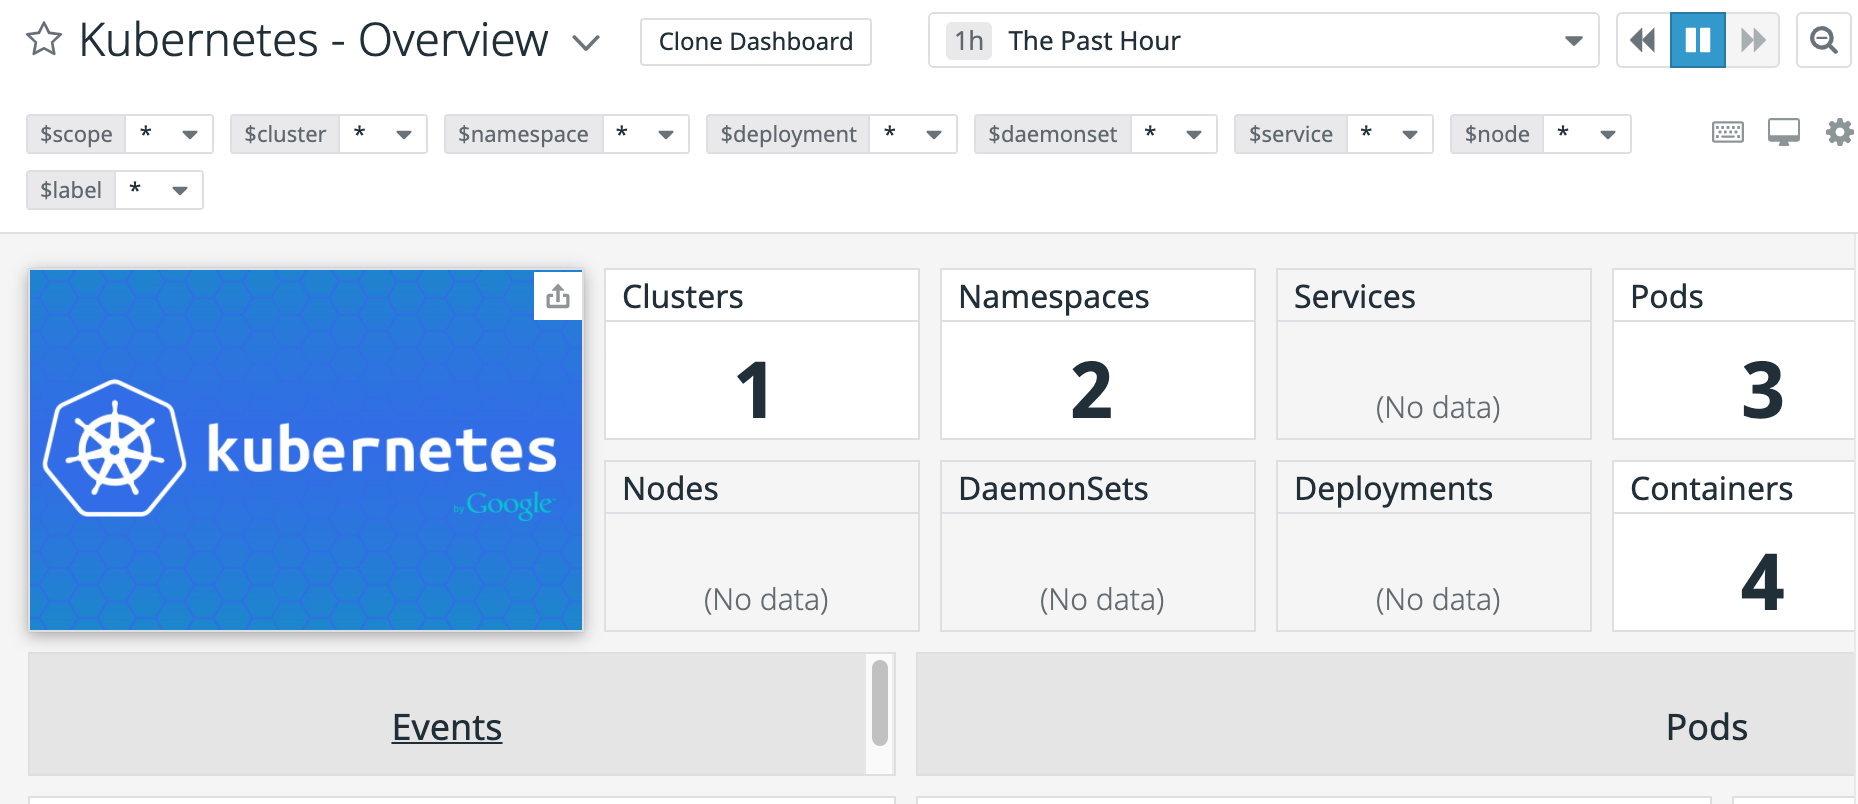 Kubernetes - Overview
Clone Dashboard
1h The Past Hour
$scope *
$cluster *
$namespace *
$deployment *
$daemonset *
$service *
$node *
$label *
kubernetes
by Google
Clusters
1
Namespaces
2
Services
(No data)
Pods
3
Nodes
(No data)
DaemonSets
(No data)
Deployments
(No data)
Containers
4
Events
Pods